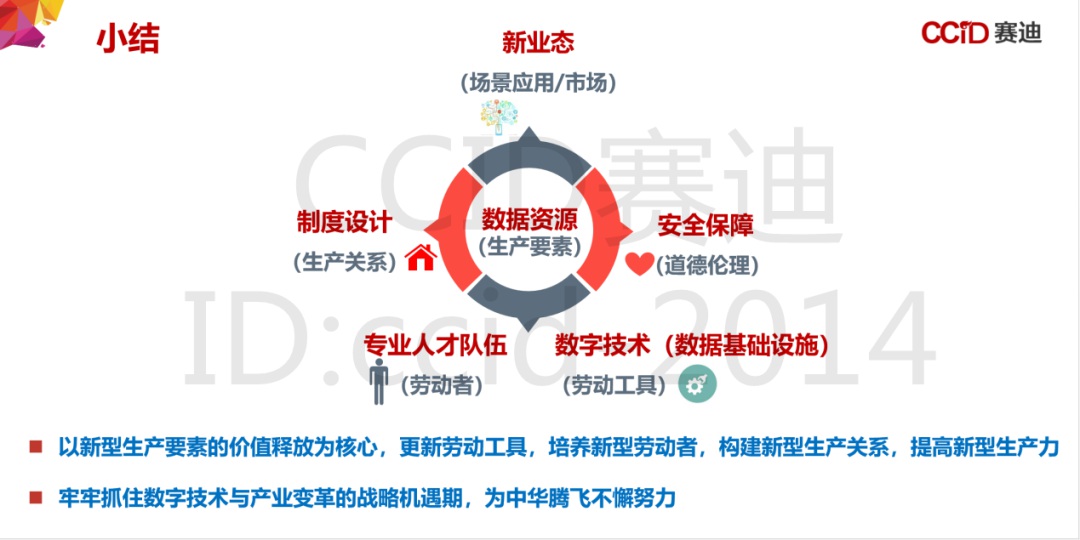 小结
CCID 赛迪
新业态
（场景应用/市场）
CCID赛迪
制度设计
（生产关系）
数据资源
（生产要素）
安全保障
（道德伦理）
ID:ccid_2014
专业人才队伍
（劳动者）
数字技术（数据基础设施）
（劳动工具）
以新型生产要素的价值释放为核心，更新劳动工具，培养新型劳动者，构建新型生产关系，提高新型生产力
牢牢抓住数字技术与产业变革的战略机遇期，为中华腾飞不懈努力